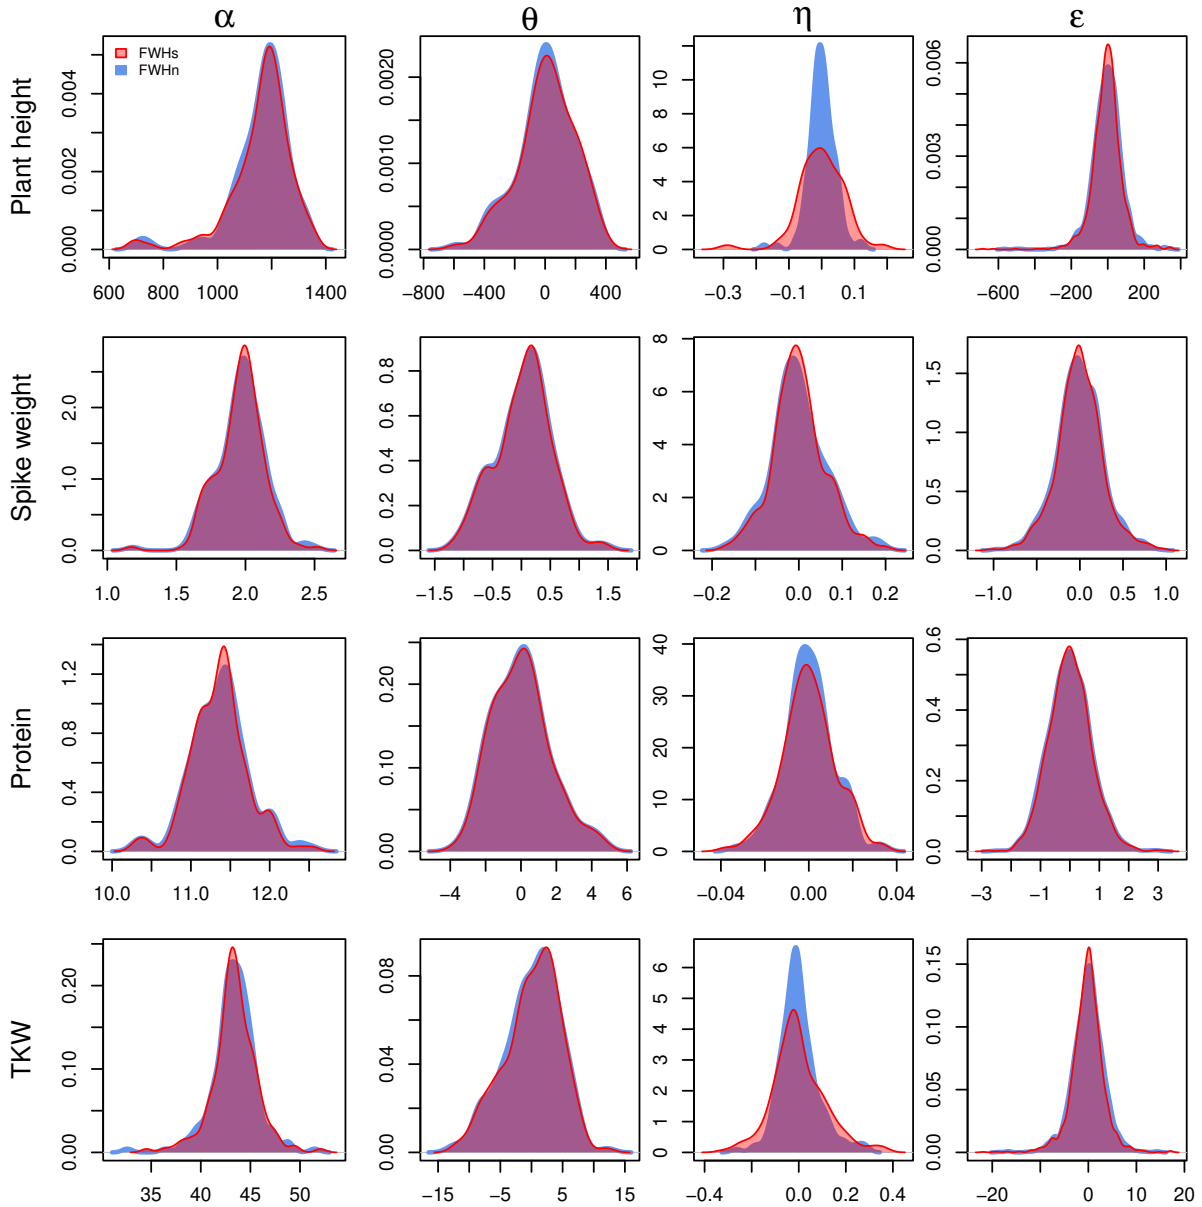 α θ η ε
Plant height
FWHs
FWHn
0.000 0.002 0.004
600 800 1000 1400
0.0000 0.0010 0.0020
−800 −400 0 400
0 2 4 6 8 10
−0.3 −0.1 0.1
0.000 0.003 0.006
−600 −200 200
Spike weight
0.0 1.0 2.0
1.0 1.5 2.0 2.5
0.0 0.2 0.4 0.6 0.8
−1.5 −0.5 0.5 1.5
0 2 4 6 8
−0.2 0.0 0.1 0.2
0.0 0.5 1.0 1.5
−1.0 0.0 0.5 1.0
Protein
0.0 0.4 0.8 1.2
10.0 11.0 12.0
0.00 0.10 0.20
−4 0 2 4 6
0 10 20 30 40
−0.04 0.00 0.04
0.0 0.2 0.4 0.6
−3 −1 1 2 3
TKW
0.00 0.10 0.20
35 40 45 50
0.00 0.04 0.08
−15 −5 5 15
0 1 2 3 4 5 6
−0.4 0.0 0.2 0.4
0.00 0.05 0.10 0.15
−20 0 10 20